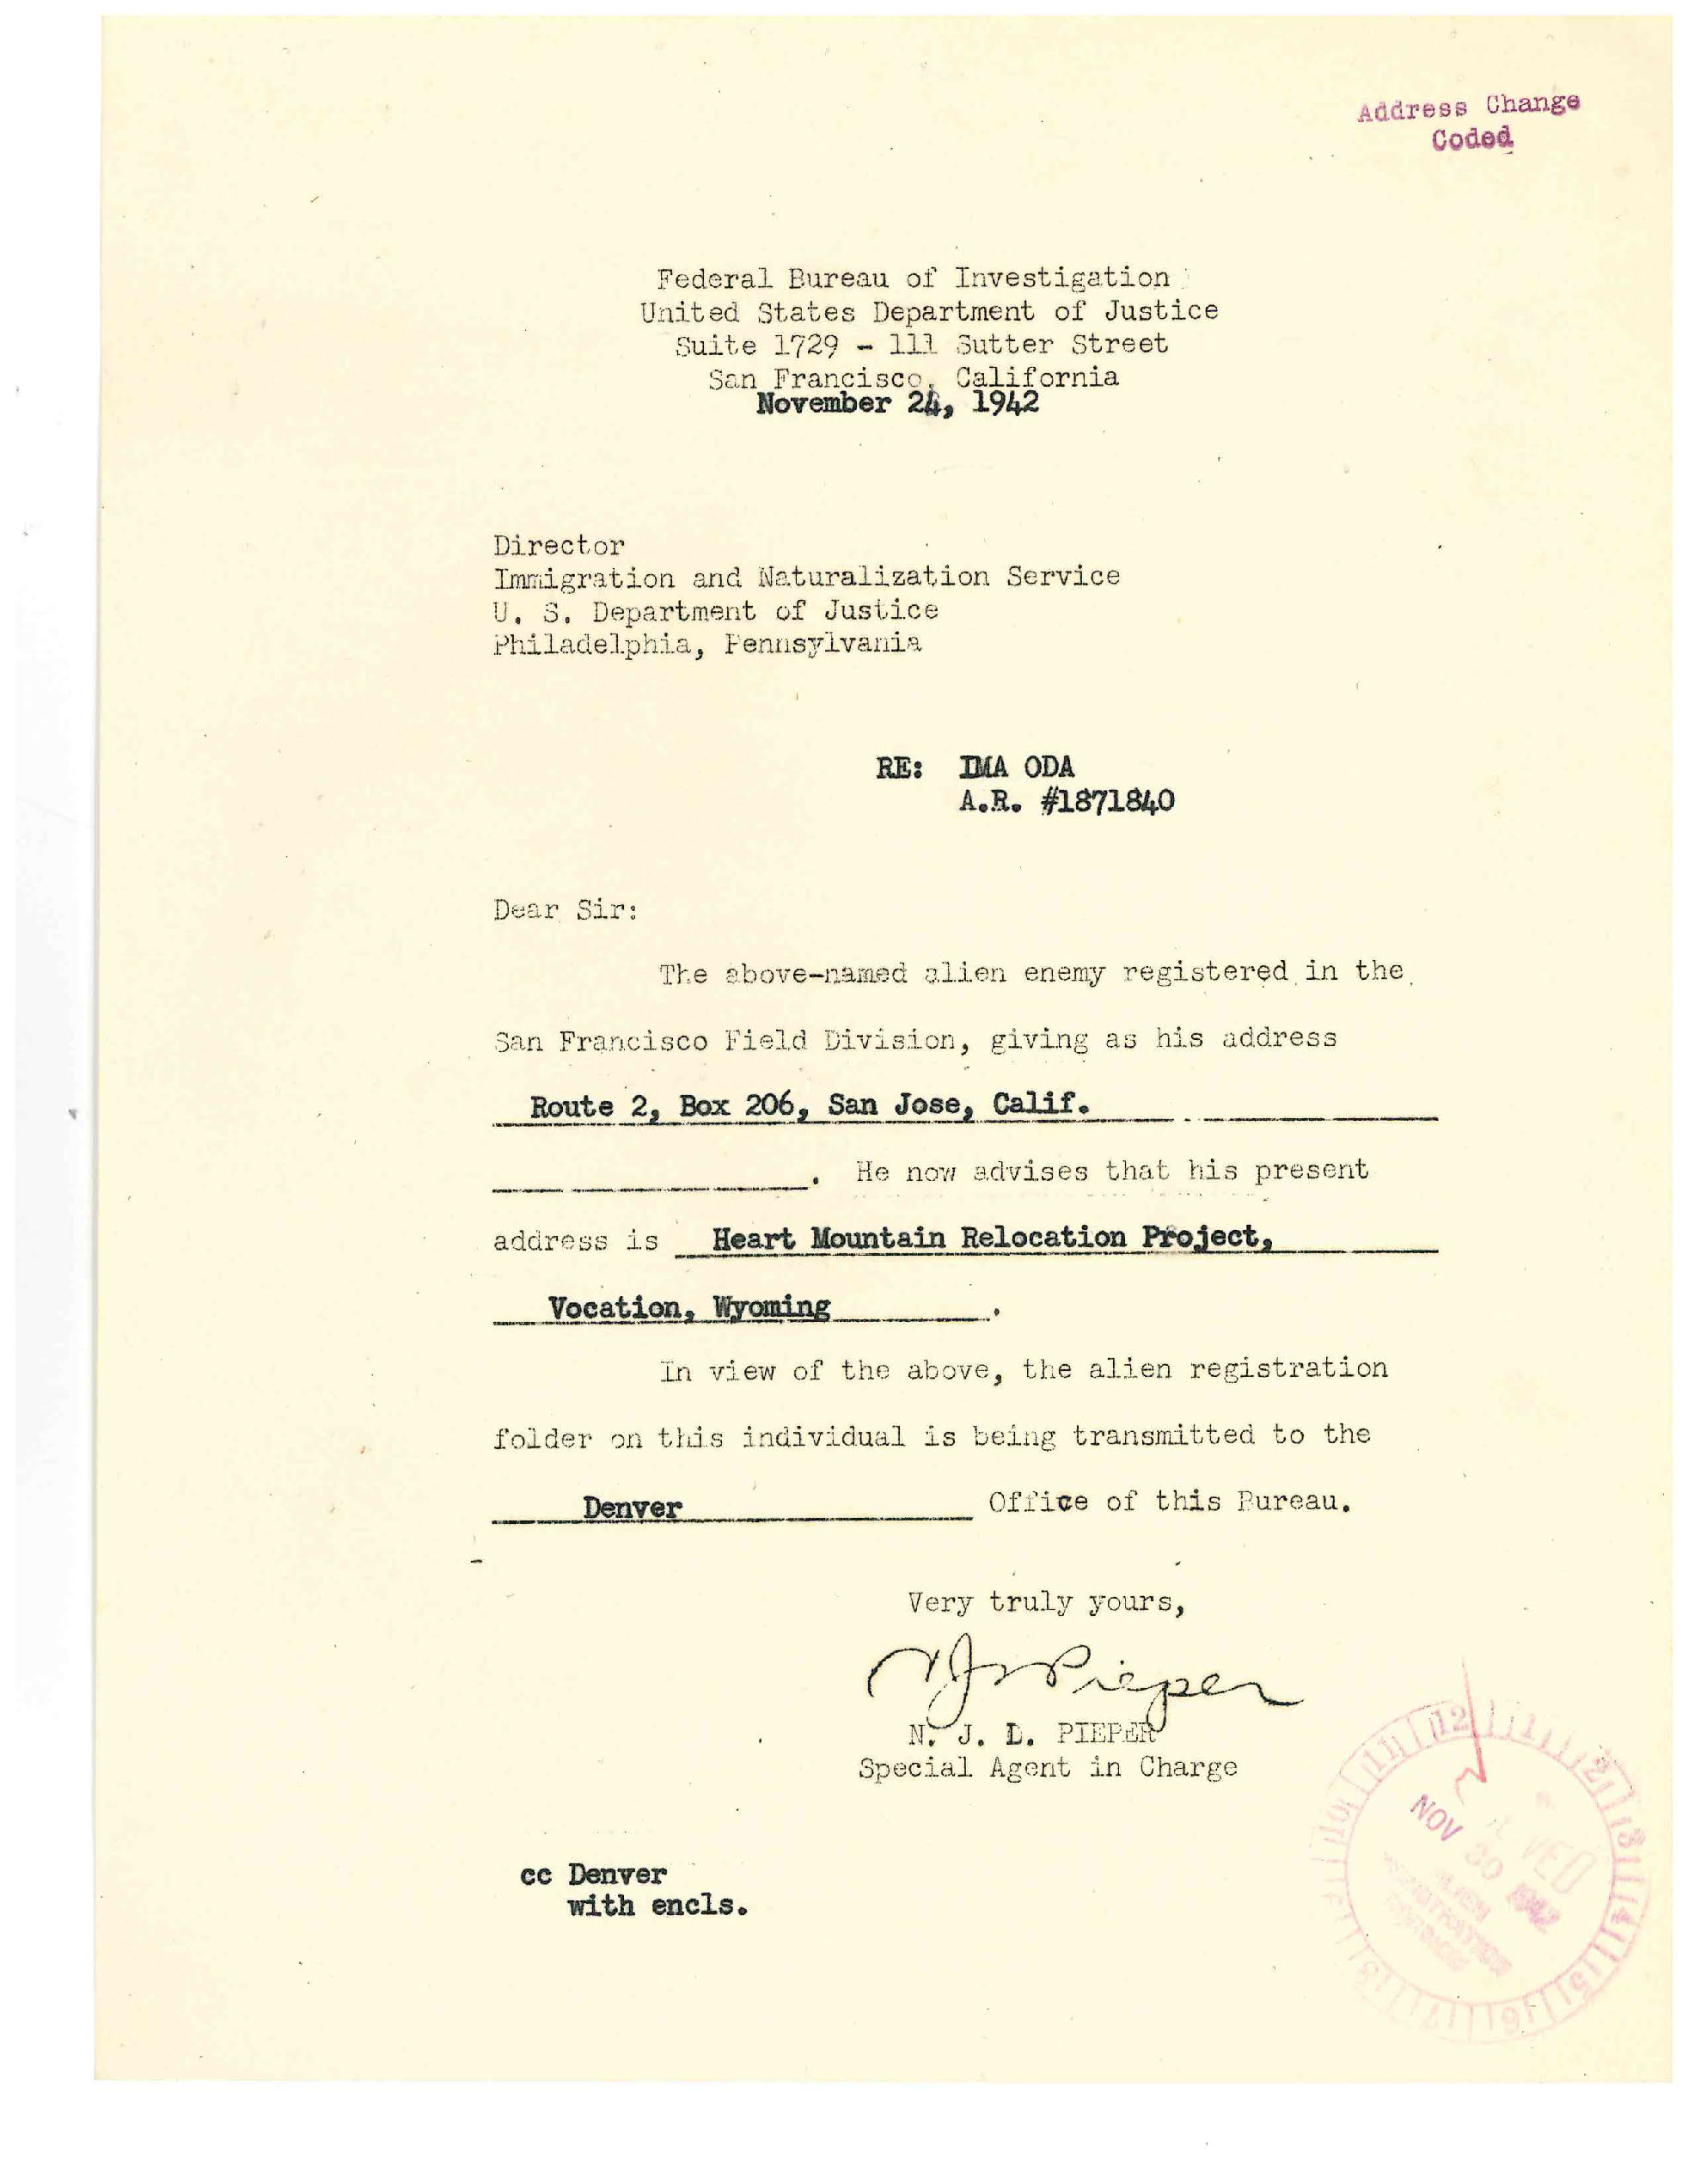 Address Change
Coded
Federal Bureau of Investigation
United States Department of Justice
Suite 1729 - 111 Sutter Street
San Francisco, California
November 24, 1942
Director
Immigration and Naturalization Service
U. S. Department of Justice
Philadelphia, Pennsylvania
RE: IMA ODA
A.R. #1871840
Dear Sir:
The above-named alien enemy registered in the
San Francisco Field Division, giving as his address
Route 2, Box 206, San Jose, Calif.
. He now advises that his present
address is Heart Mountain Relocation Project,
Vocation, Wyoming .
In view of the above, the alien registration
folder on this individual is being transmitted to the
Denver Office of this Bureau.
Very truly yours,
NJL Pieper
N. J. L. PIEPER
Special Agent in Charge
cc Denver
with encls.
12 1 2 3 4 5 6 7 8 9 10 11
NOV 30 1942
ALIEN
REGISTRATION